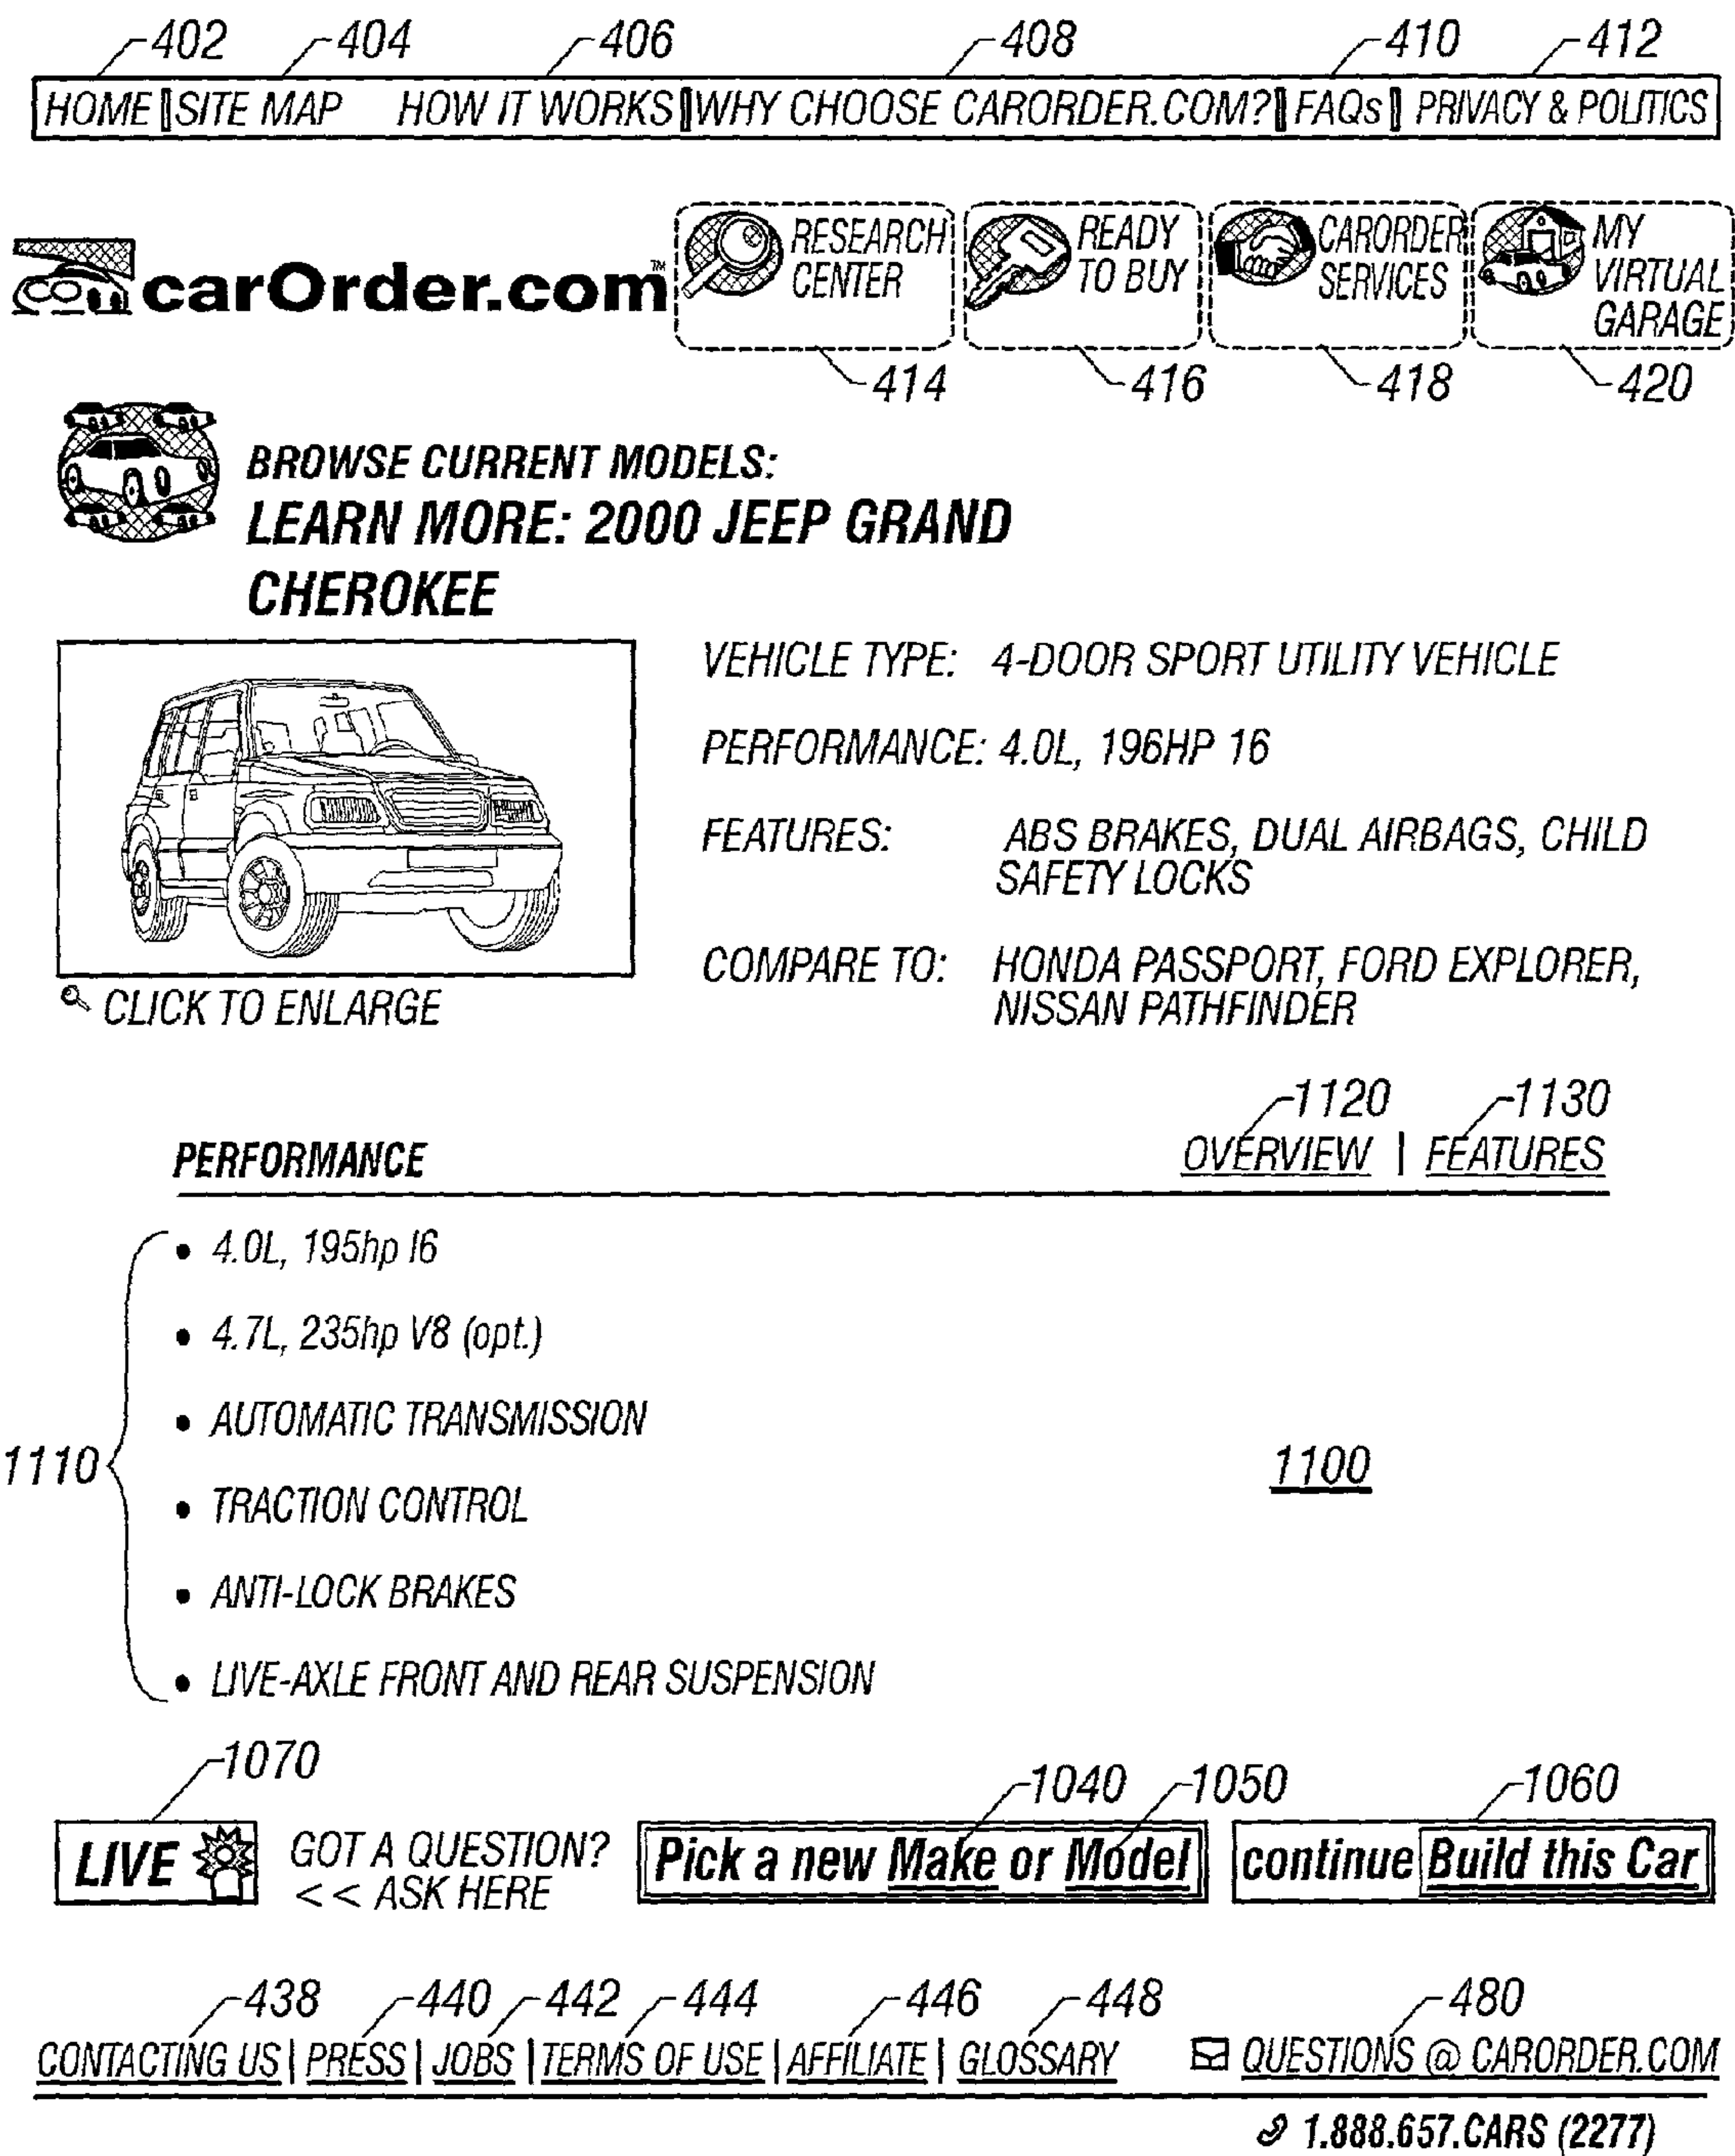 402 404 406 408 410 412
HOME SITE MAP HOW IT WORKS WHY CHOOSE CARORDER.COM? FAQs PRIVACY & POLITICS
carOrder.com™
RESEARCH CENTER
READY TO BUY
CARORDER SERVICES
MY VIRTUAL GARAGE
414 416 418 420
BROWSE CURRENT MODELS:
LEARN MORE: 2000 JEEP GRAND
CHEROKEE
VEHICLE TYPE: 4-DOOR SPORT UTILITY VEHICLE
PERFORMANCE: 4.0L, 196HP 16
FEATURES: ABS BRAKES, DUAL AIRBAGS, CHILD
SAFETY LOCKS
COMPARE TO: HONDA PASSPORT, FORD EXPLORER,
NISSAN PATHFINDER
CLICK TO ENLARGE
1120 1130
PERFORMANCE OVERVIEW | FEATURES
• 4.0L, 195hp I6
• 4.7L, 235hp V8 (opt.)
• AUTOMATIC TRANSMISSION
1110 1100
• TRACTION CONTROL
• ANTI-LOCK BRAKES
• LIVE-AXLE FRONT AND REAR SUSPENSION
1070 1040 1050 1060
LIVE
GOT A QUESTION?
<< ASK HERE
Pick a new Make or Model
continue Build this Car
438 440 442 444 446 448 480
CONTACTING US | PRESS | JOBS | TERMS OF USE | AFFILIATE | GLOSSARY QUESTIONS @ CARORDER.COM
1.888.657.CARS (2277)